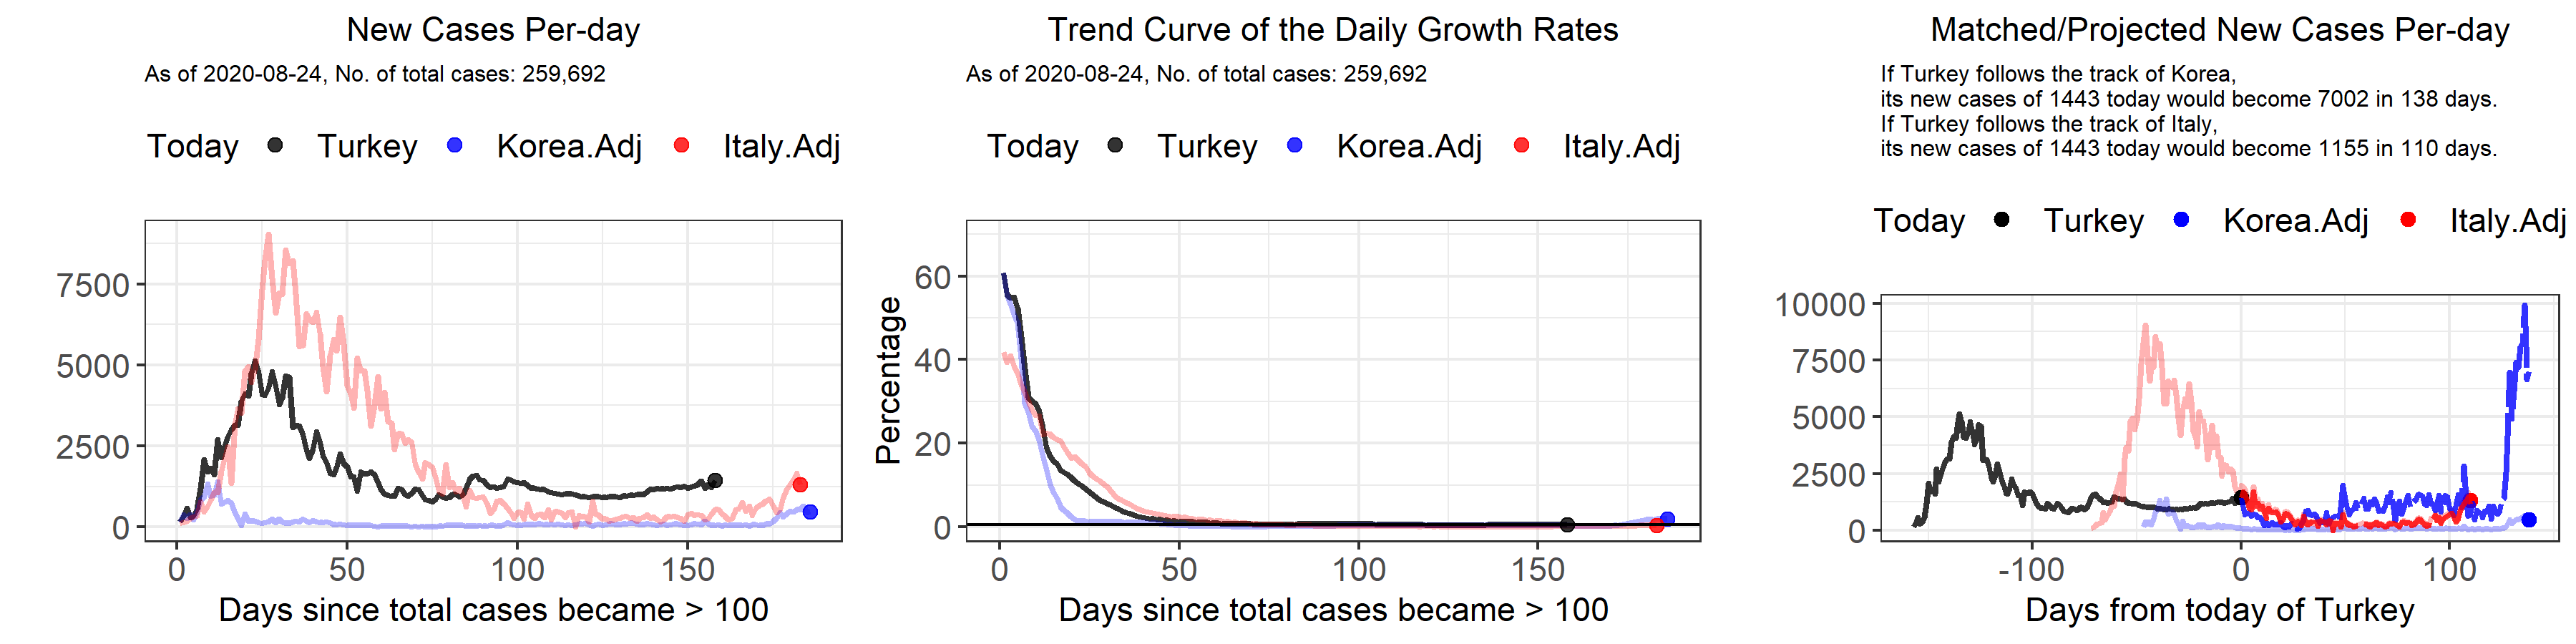 New Cases Per-day
As of 2020-08-24, No. of total cases: 259,692
Today Turkey Korea.Adj Italy.Adj
7500
5000
2500
0
0 50 100 150
Days since total cases became > 100
Trend Curve of the Daily Growth Rates
As of 2020-08-24, No. of total cases: 259,692
Today Turkey Korea.Adj Italy.Adj
Percentage
60
40
20
0
0 50 100 150
Days since total cases became > 100
Matched/Projected New Cases Per-day
If Turkey follows the track of Korea,
its new cases of 1443 today would become 7002 in 138 days.
If Turkey follows the track of Italy,
its new cases of 1443 today would become 1155 in 110 days.
Today Turkey Korea.Adj Italy.Adj
10000
7500
5000
2500
0
-100 0 100
Days from today of Turkey